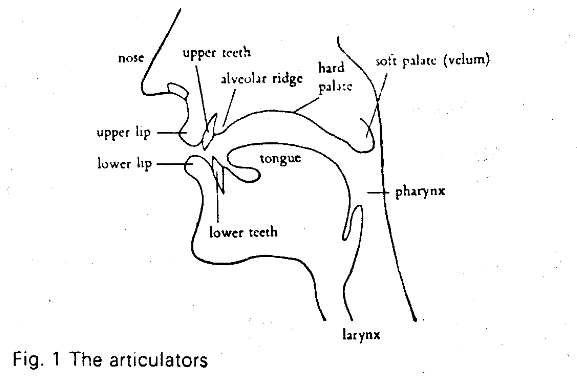 nose
upper teeth
alveolar ridge
hard
palate
soft palate (velum)
upper lip
lower lip
tongue
pharynx
lower teeth
larynx
Fig. 1 The articulators